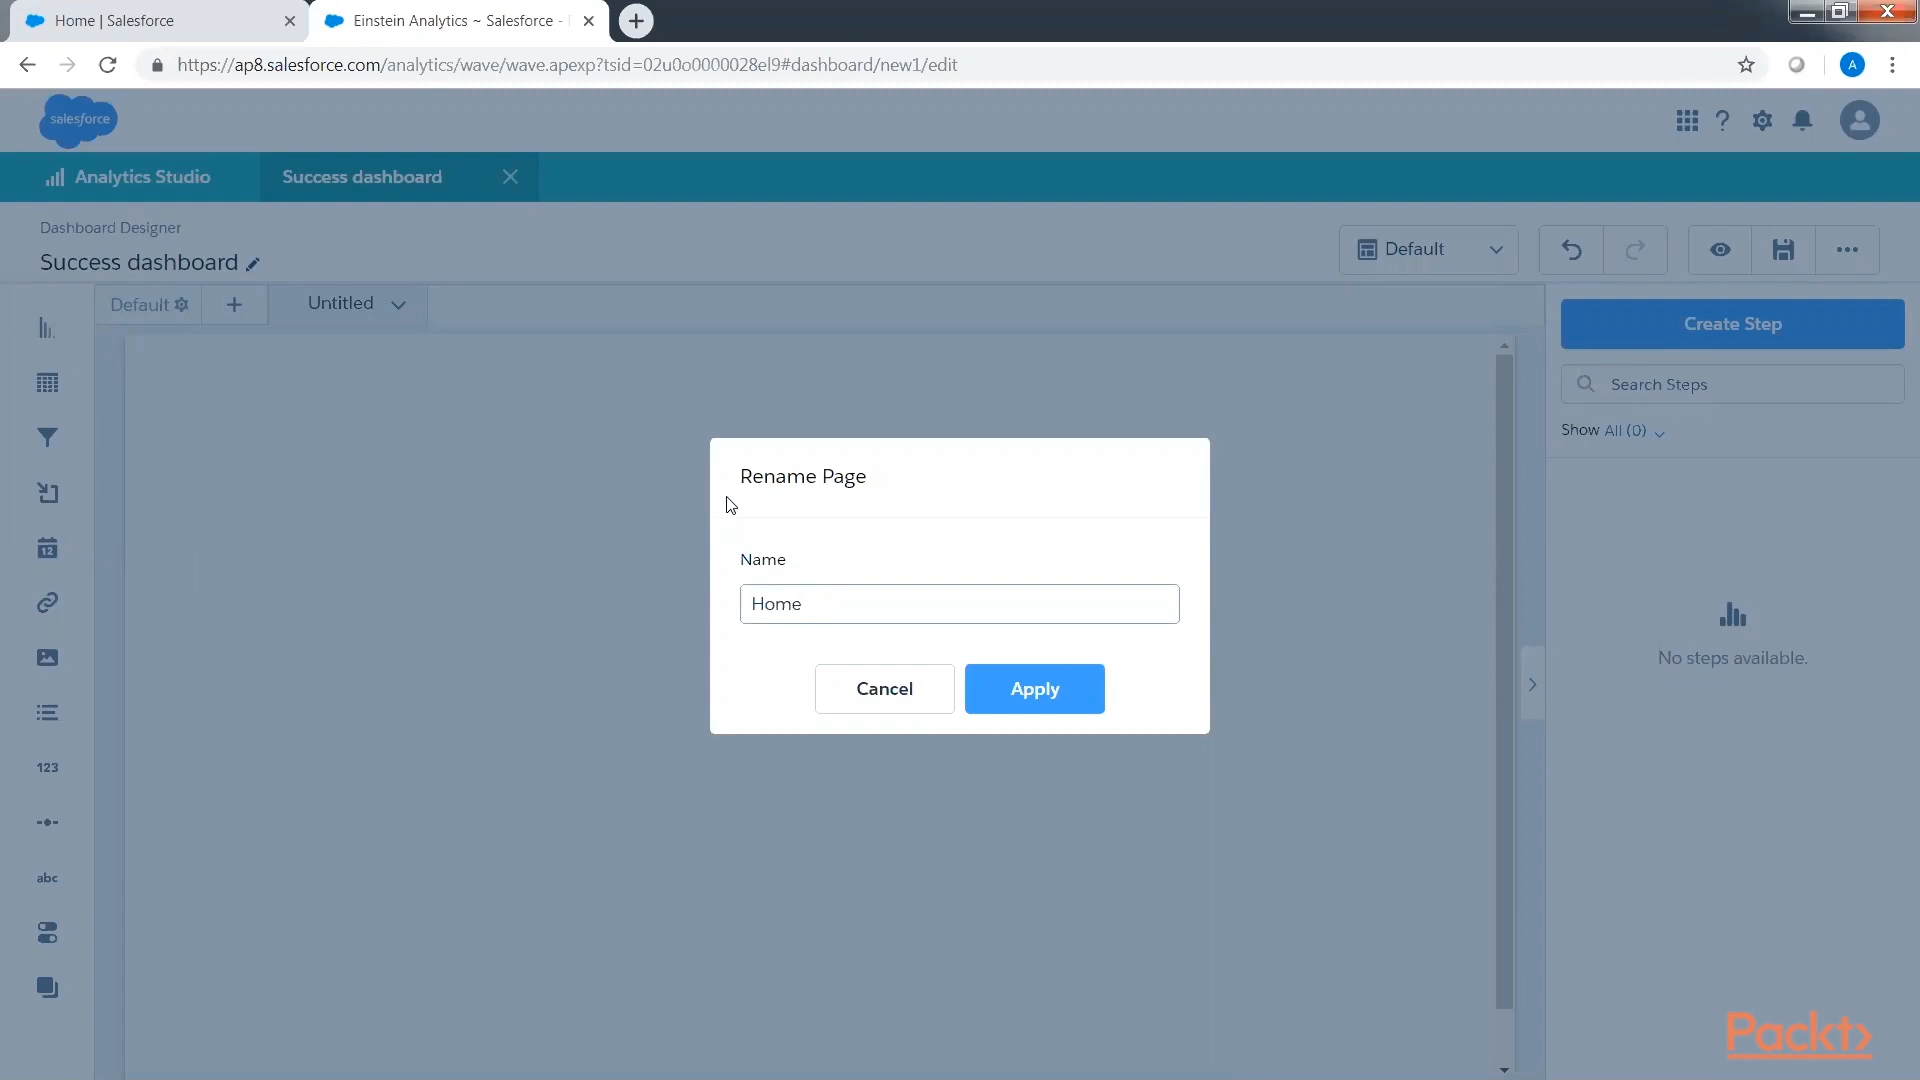 Home | Salesforce
Einstein Analytics ~ Salesforce -
https://ap8.salesforce.com/analytics/wave/wave.apexp?tsid=02u0o0000028el9#dashboard/new1/edit
A
salesforce
Analytics Studio
Success dashboard
Dashboard Designer
Success dashboard
Default
Default
Untitled
Create Step
Search Steps
Show All (0)
Rename Page
Name
Home
Cancel
Apply
No steps available.
12
123
abc
Packt>